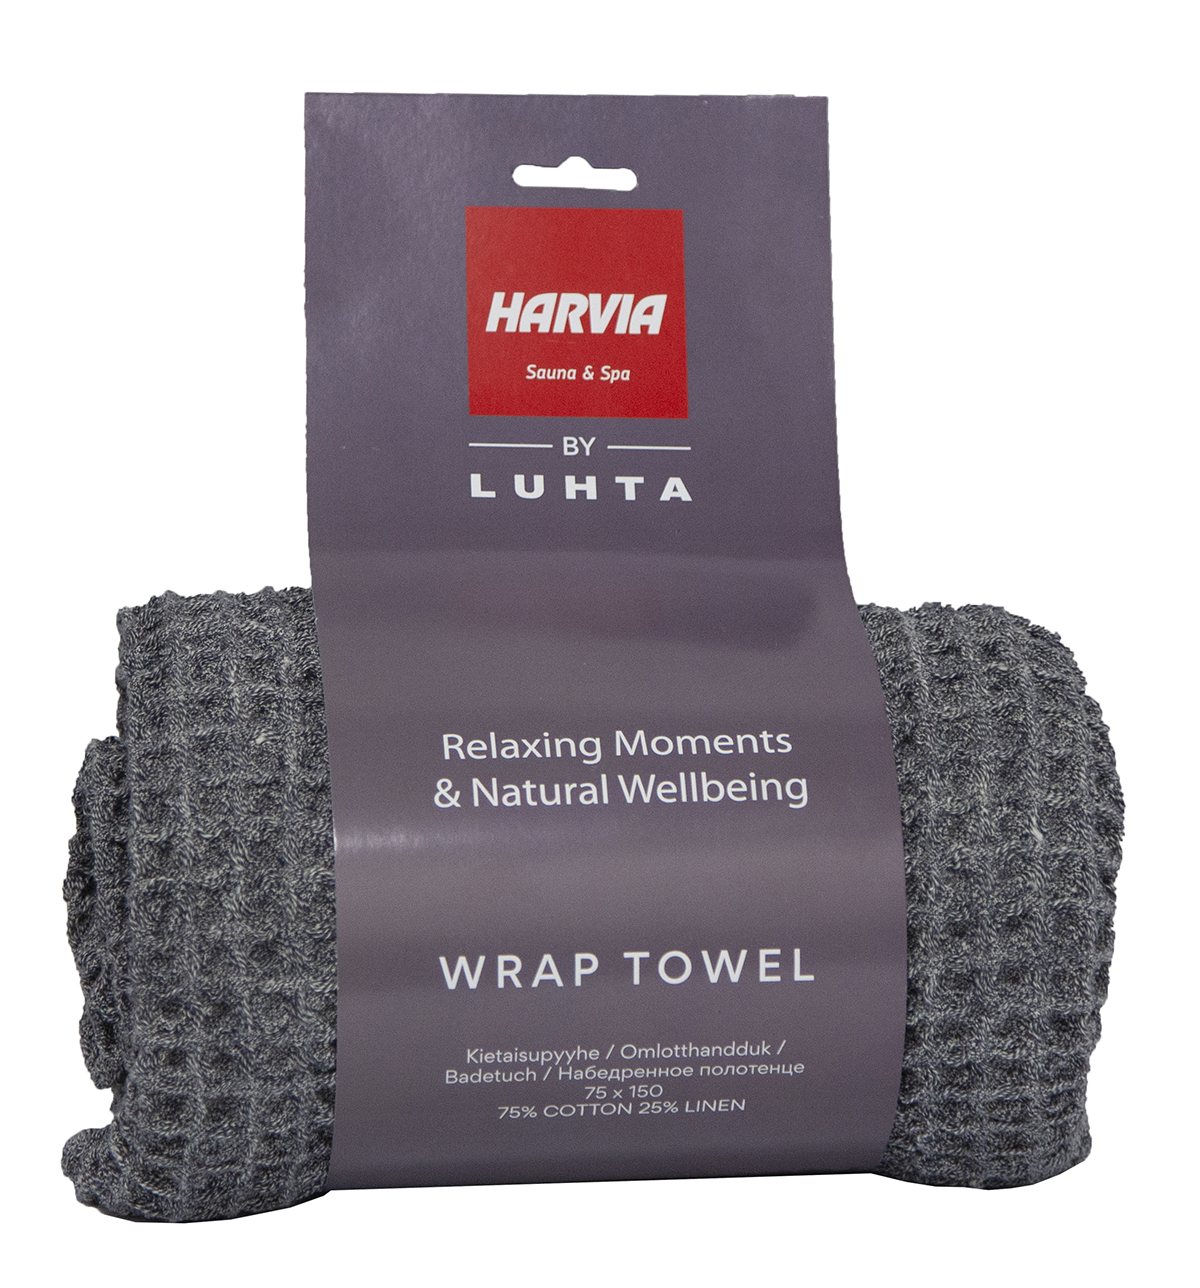 HARVIA
Sauna & Spa
BY
LUHTA
Relaxing Moments
& Natural Wellbeing
WRAP TOWEL
Kietaisupyyhe / Omlotthandduk /
Badetuch / Набедренное полотенце
75 x 150
75% COTTON 25% LINEN